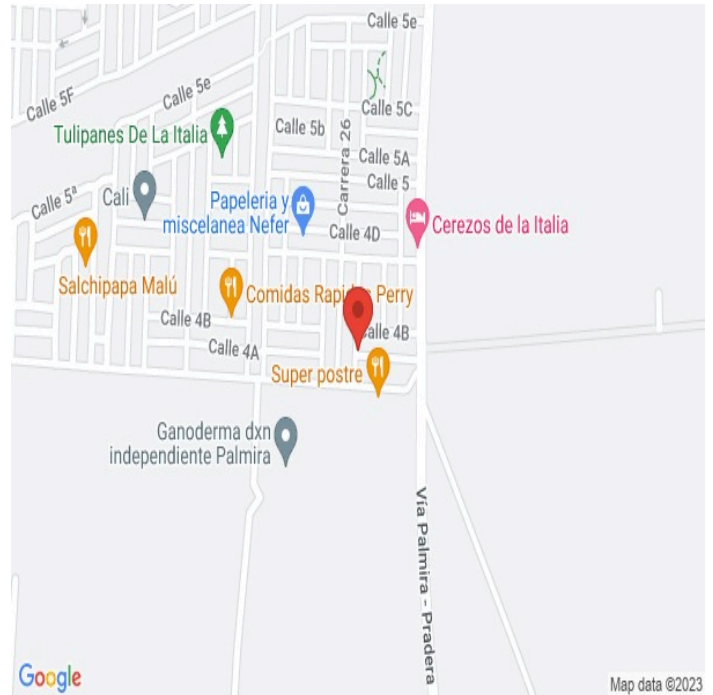 Calle 5e
Calle 5F
Calle 5e
Calle 5C
Calle 5b
Tulipanes De La Italia
Carrera 26
Calle 5A
Calle 5
Calle 5ª
Cali
Papeleria y
miscelanea Nefer
Calle 4D
Cerezos de la Italia
Salchipapa Malú
Comidas Rapidas Perry
Calle 4B
Calle 4B
Calle 4A
Super postre
Ganoderma dxn
independiente Palmira
Vía Palmira - Pradera
Google
Map data ©2023